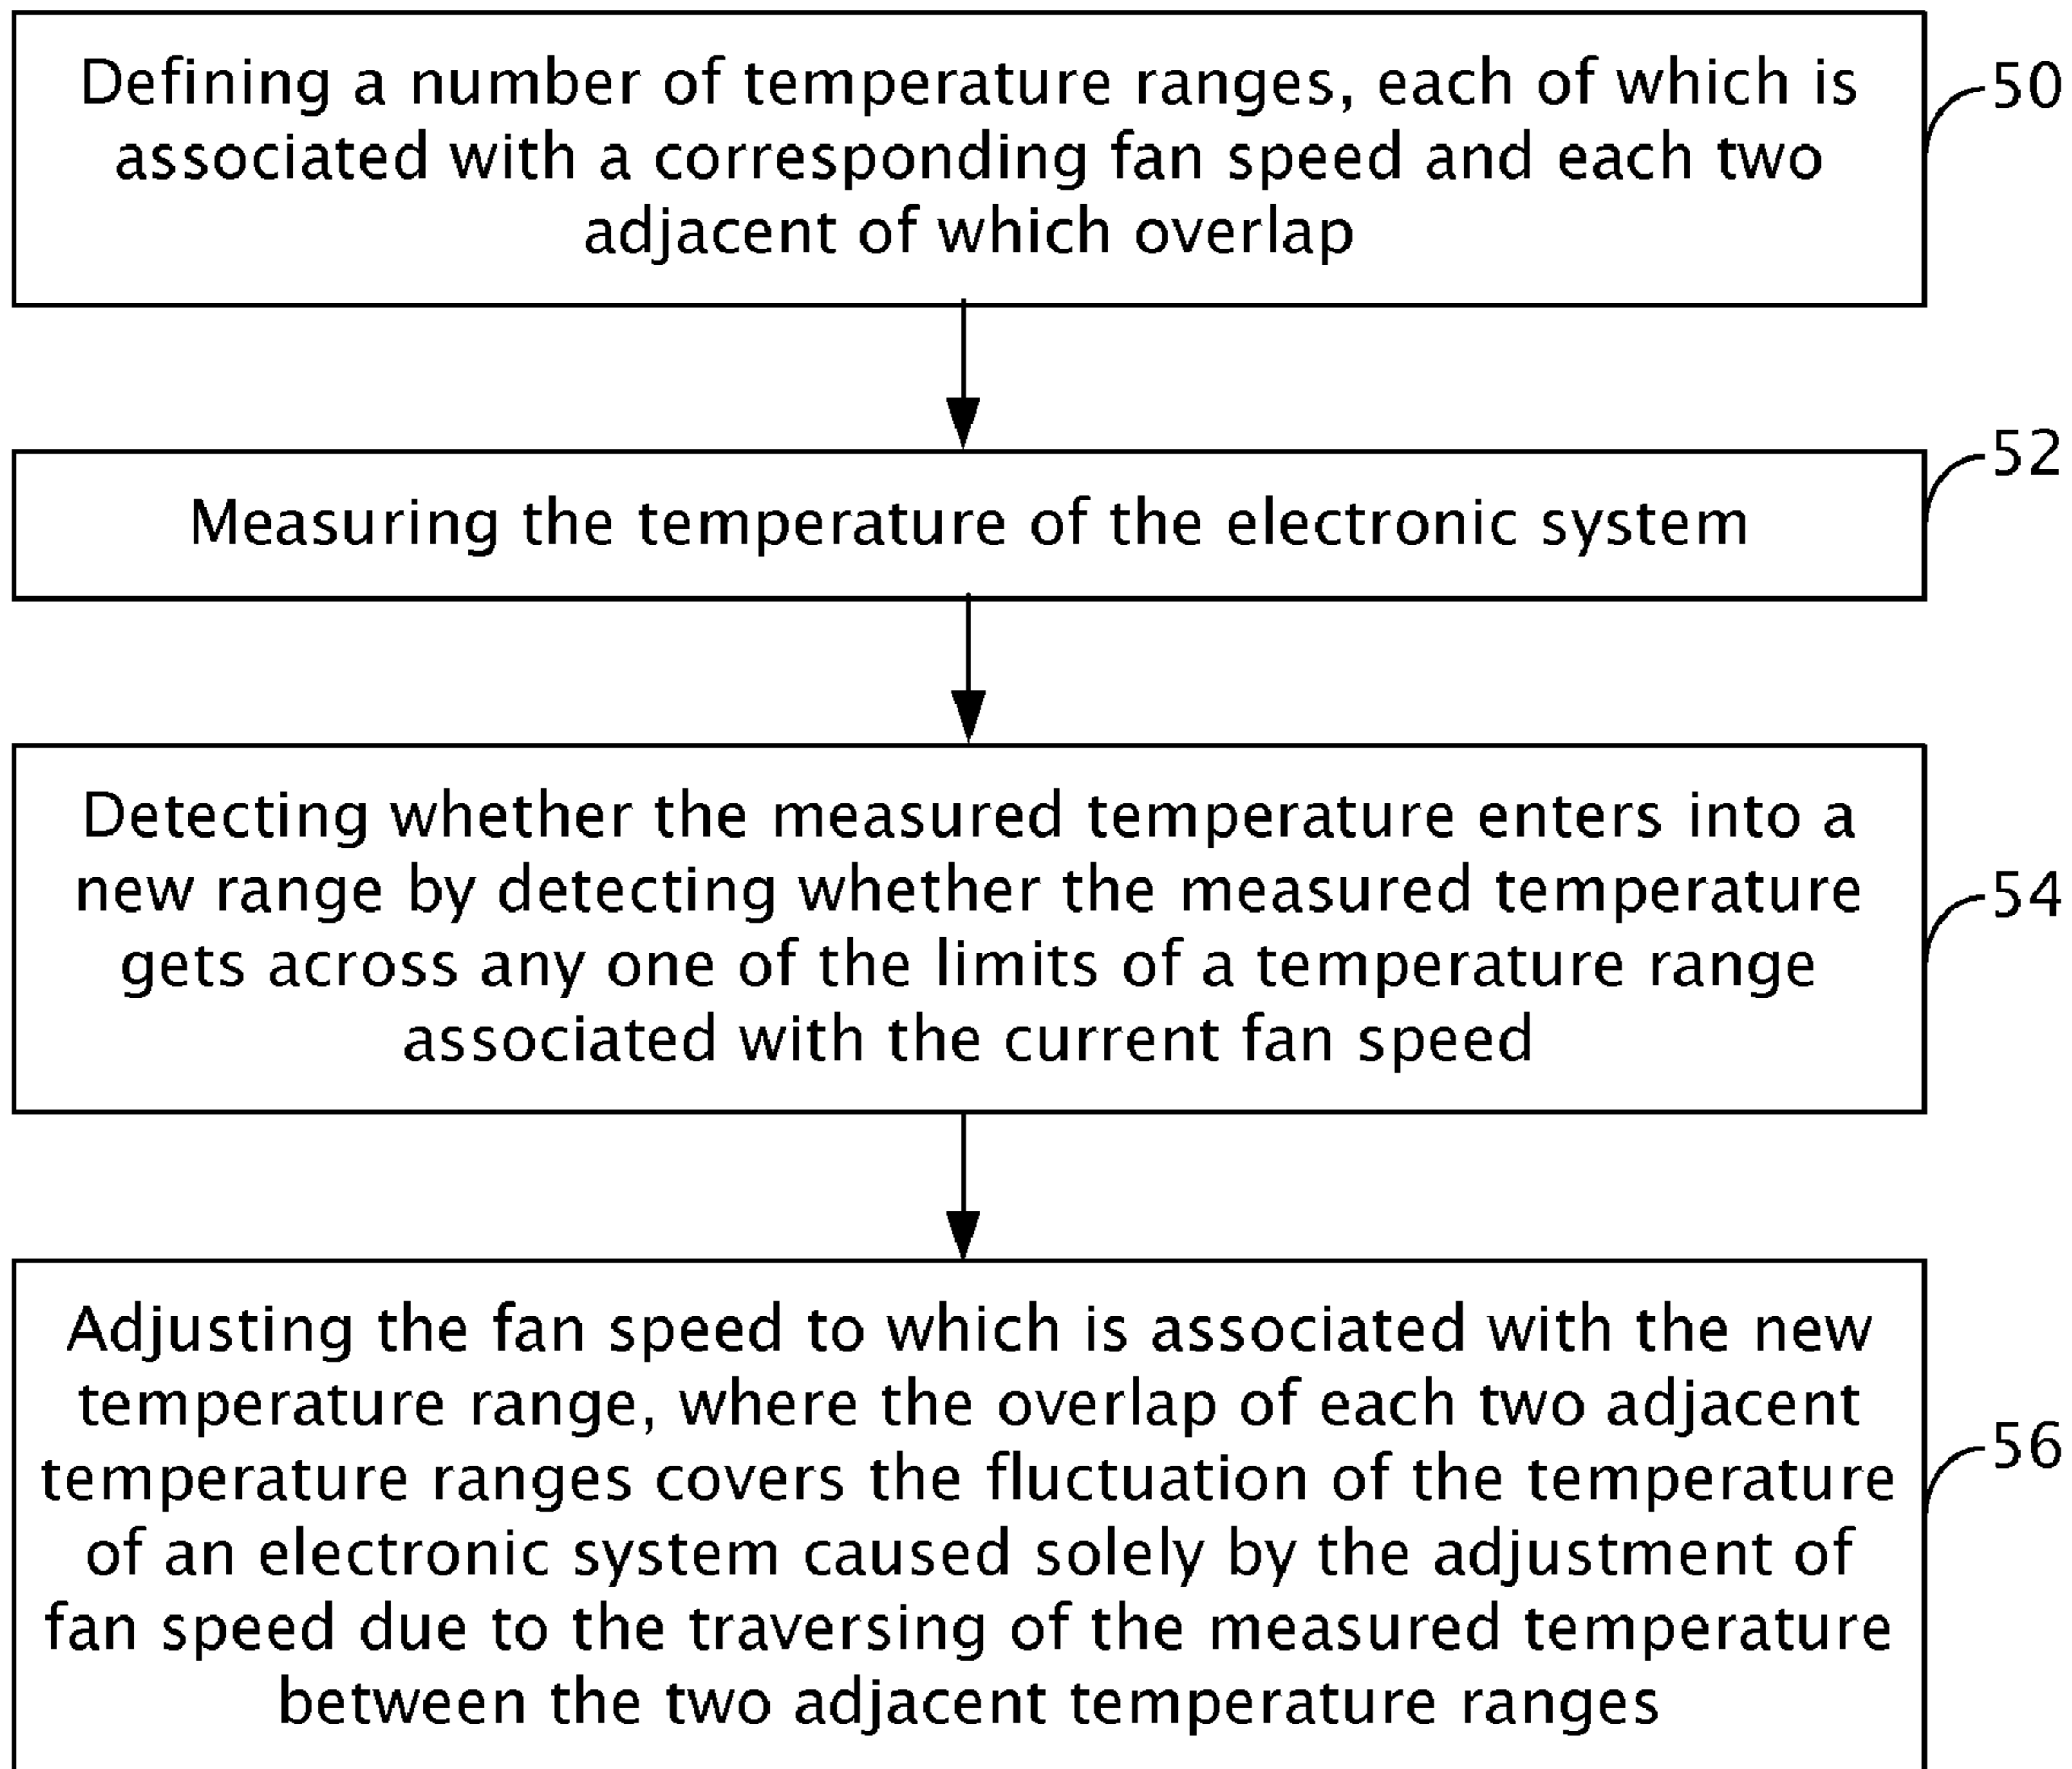 Defining a number of temperature ranges, each of which is
associated with a corresponding fan speed and each two
adjacent of which overlap
50
Measuring the temperature of the electronic system
52
Detecting whether the measured temperature enters into a
new range by detecting whether the measured temperature
gets across any one of the limits of a temperature range
associated with the current fan speed
54
Adjusting the fan speed to which is associated with the new
temperature range, where the overlap of each two adjacent
temperature ranges covers the fluctuation of the temperature
of an electronic system caused solely by the adjustment of
fan speed due to the traversing of the measured temperature
between the two adjacent temperature ranges
56